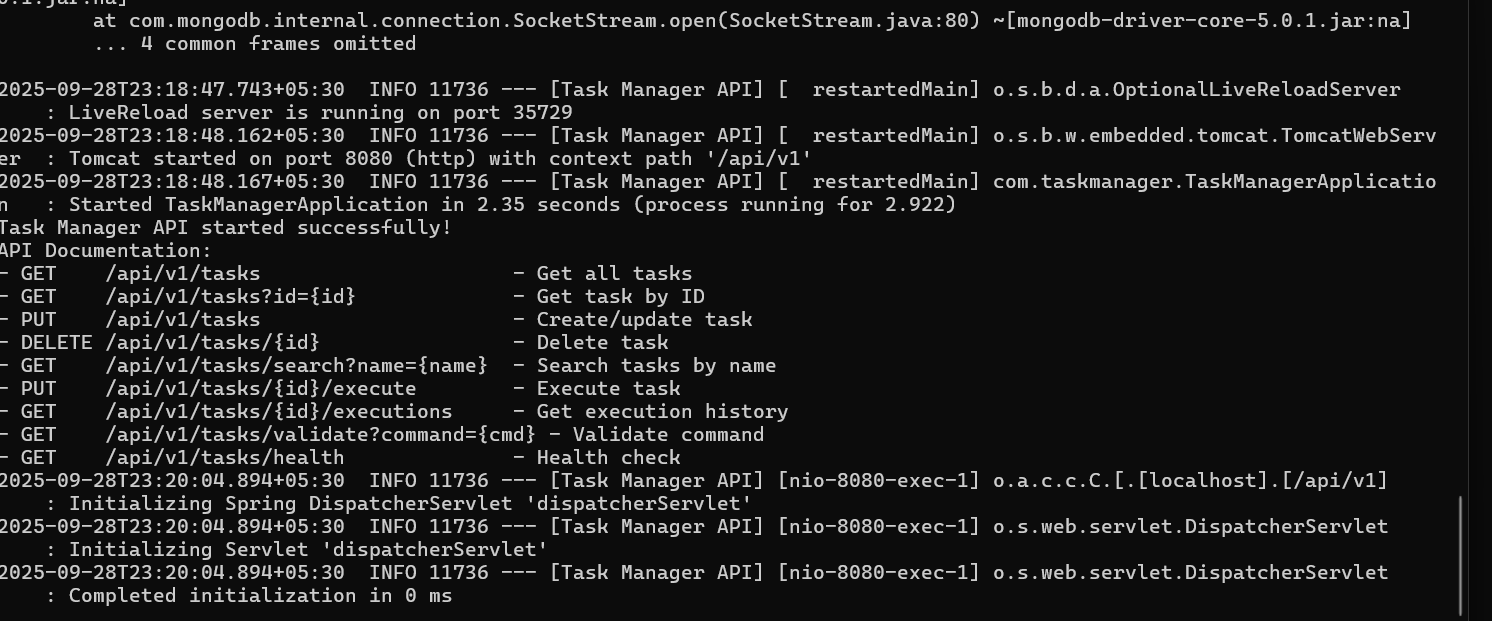 0.1.jar:na]
        at com.mongodb.internal.connection.SocketStream.open(SocketStream.java:80) ~[mongodb-driver-core-5.0.1.jar:na]
        ... 4 common frames omitted
2025-09-28T23:18:47.743+05:30  INFO 11736 --- [Task Manager API] [  restartedMain] o.s.b.d.a.OptionalLiveReloadServer
    : LiveReload server is running on port 35729
2025-09-28T23:18:48.162+05:30  INFO 11736 --- [Task Manager API] [  restartedMain] o.s.b.w.embedded.tomcat.TomcatWebServ
er  : Tomcat started on port 8080 (http) with context path '/api/v1'
2025-09-28T23:18:48.167+05:30  INFO 11736 --- [Task Manager API] [  restartedMain] com.taskmanager.TaskManagerApplicatio
n   : Started TaskManagerApplication in 2.35 seconds (process running for 2.922)
Task Manager API started successfully!
API Documentation:
- GET    /api/v1/tasks                     - Get all tasks
- GET    /api/v1/tasks?id={id}             - Get task by ID
- PUT    /api/v1/tasks                     - Create/update task
- DELETE /api/v1/tasks/{id}                - Delete task
- GET    /api/v1/tasks/search?name={name}  - Search tasks by name
- PUT    /api/v1/tasks/{id}/execute        - Execute task
- GET    /api/v1/tasks/{id}/executions     - Get execution history
- GET    /api/v1/tasks/validate?command={cmd} - Validate command
- GET    /api/v1/tasks/health              - Health check
2025-09-28T23:20:04.894+05:30  INFO 11736 --- [Task Manager API] [nio-8080-exec-1] o.a.c.c.C.[.[localhost].[/api/v1]
    : Initializing Spring DispatcherServlet 'dispatcherServlet'
2025-09-28T23:20:04.894+05:30  INFO 11736 --- [Task Manager API] [nio-8080-exec-1] o.s.web.servlet.DispatcherServlet
    : Initializing Servlet 'dispatcherServlet'
2025-09-28T23:20:04.894+05:30  INFO 11736 --- [Task Manager API] [nio-8080-exec-1] o.s.web.servlet.DispatcherServlet
    : Completed initialization in 0 ms